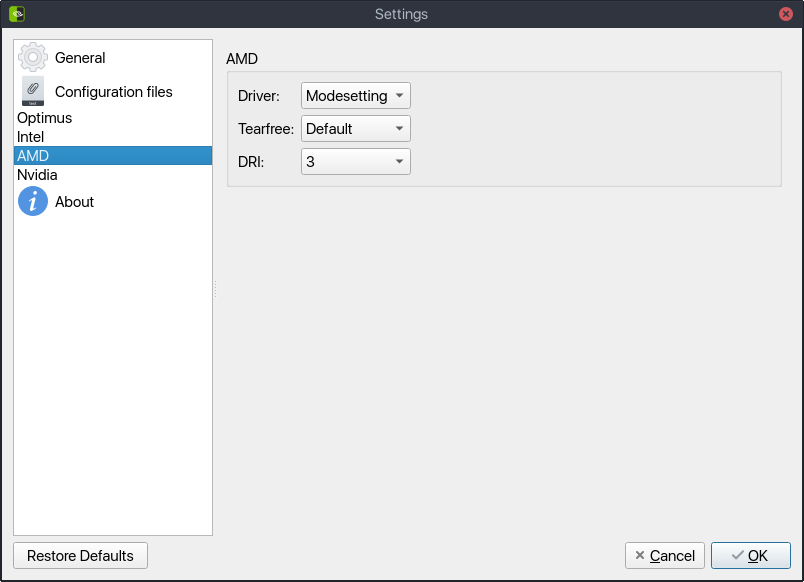 Settings
General
Configuration files
Optimus
Intel
AMD
Nvidia
About
AMD
Driver: Modesetting
Tearfree: Default
DRI: 3
Restore Defaults
Cancel
OK